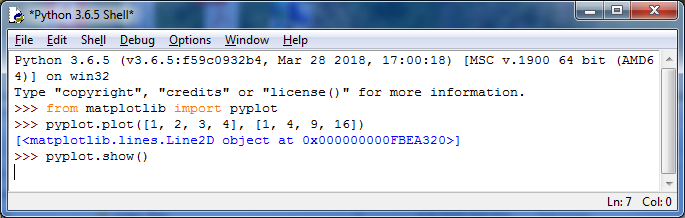 *Python 3.6.5 Shell*
File Edit Shell Debug Options Window Help
Python 3.6.5 (v3.6.5:f59c0932b4, Mar 28 2018, 17:00:18) [MSC v.1900 64 bit (AMD6
4)] on win32
Type "copyright", "credits" or "license()" for more information.
>>> from matplotlib import pyplot
>>> pyplot.plot([1, 2, 3, 4], [1, 4, 9, 16])
[<matplotlib.lines.Line2D object at 0x000000000FBEA320>]
>>> pyplot.show()
Ln: 7 Col: 0